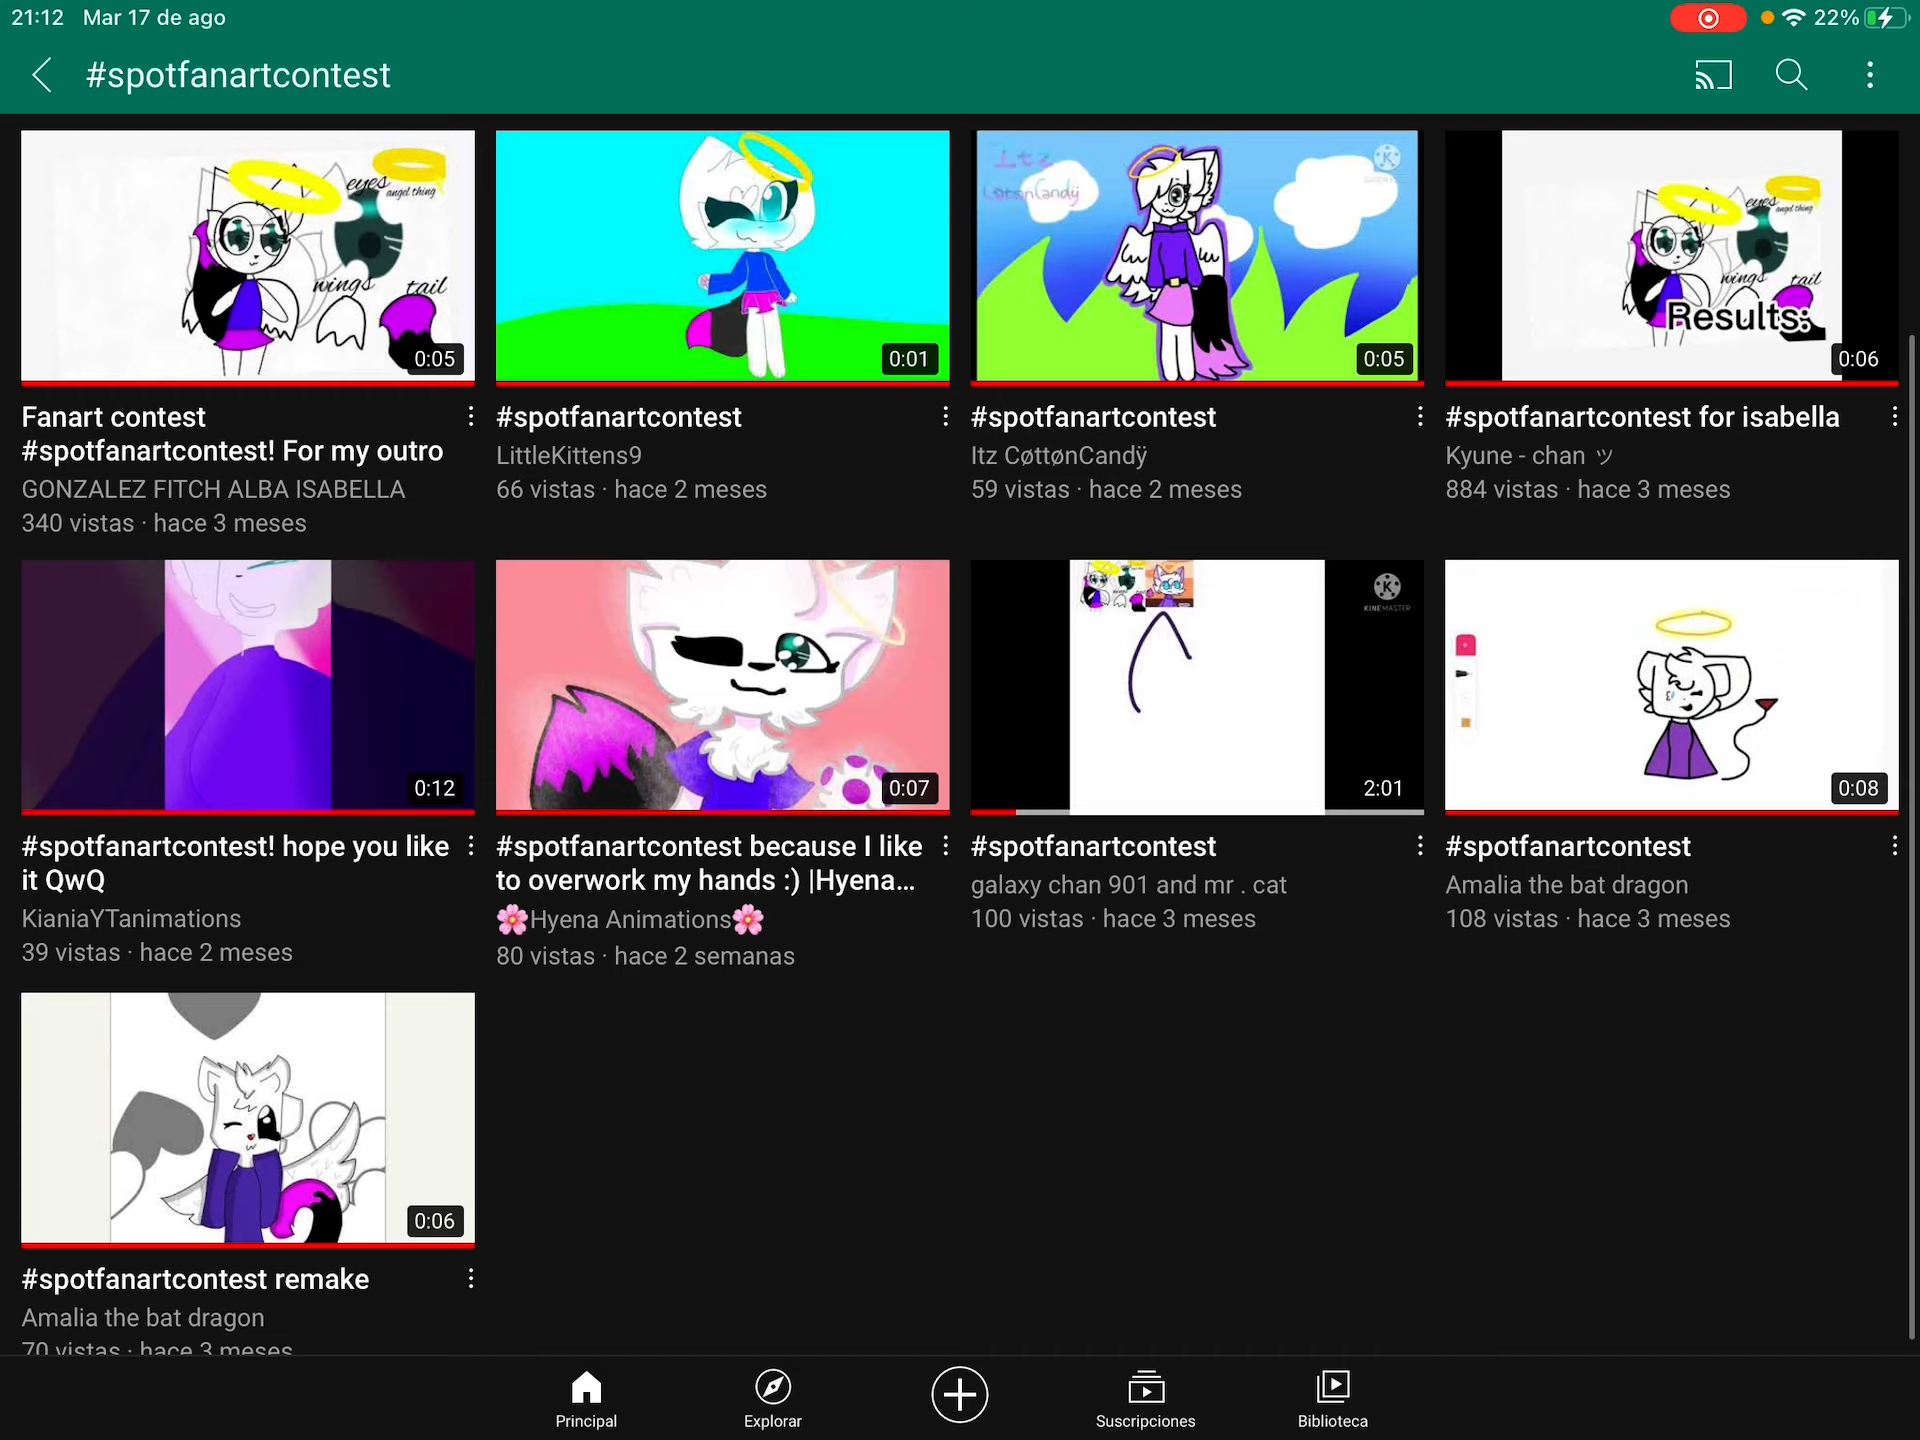 21:12 Mar 17 de ago
22%
#spotfanartcontest
eyes
angel thing
wings
tail
0:05
0:01
Itz
CøttønCandÿ
0:05
eyes
angel thing
wings
tail
Results:
0:06
Fanart contest
#spotfanartcontest! For my outro
GONZALEZ FITCH ALBA ISABELLA
340 vistas · hace 3 meses
#spotfanartcontest
LittleKittens9
66 vistas · hace 2 meses
#spotfanartcontest
Itz CøttønCandÿ
59 vistas · hace 2 meses
#spotfanartcontest for isabella
Kyune - chan ッ
884 vistas · hace 3 meses
0:12
0:07
KINEMASTER
2:01
0:08
#spotfanartcontest! hope you like
it QwQ
KianiaYTanimations
39 vistas · hace 2 meses
#spotfanartcontest because I like
to overwork my hands :) |Hyena...
🌸Hyena Animations🌸
80 vistas · hace 2 semanas
#spotfanartcontest
galaxy chan 901 and mr . cat
100 vistas · hace 3 meses
#spotfanartcontest
Amalia the bat dragon
108 vistas · hace 3 meses
0:06
#spotfanartcontest remake
Amalia the bat dragon
70 vistas · hace 3 meses
Principal
Explorar
Suscripciones
Biblioteca